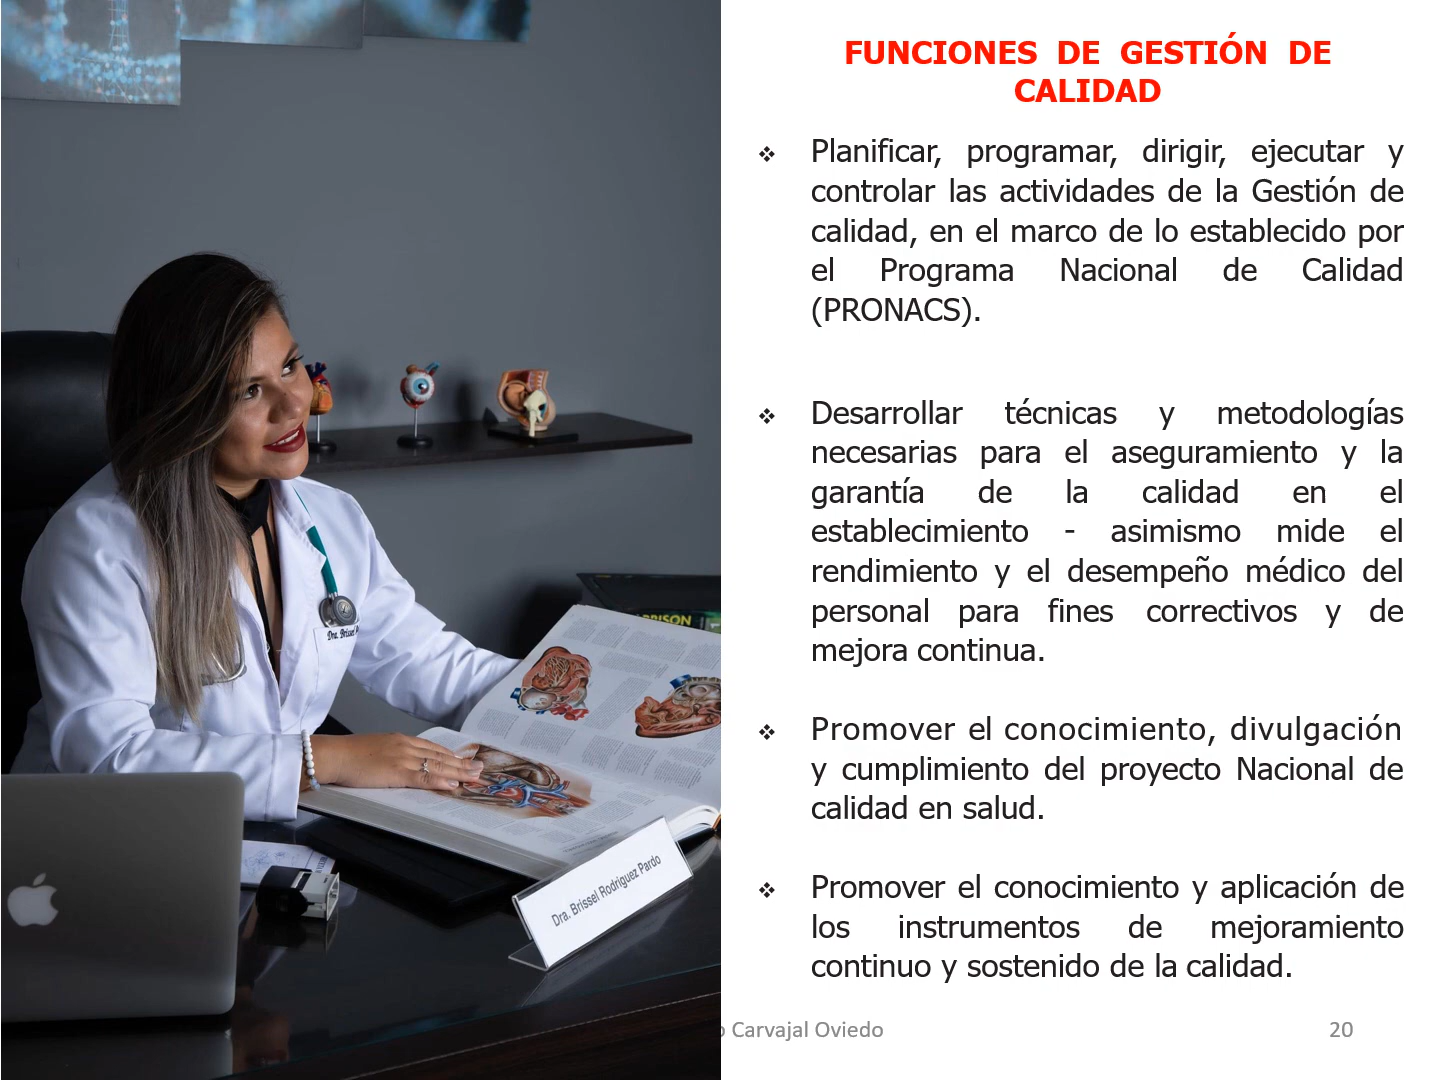 FUNCIONES DE GESTIÓN DE
CALIDAD
❖ Planificar, programar, dirigir, ejecutar y
controlar las actividades de la Gestión de
calidad, en el marco de lo establecido por
el Programa Nacional de Calidad
(PRONACS).
❖ Desarrollar técnicas y metodologías
necesarias para el aseguramiento y la
garantía de la calidad en el
establecimiento - asimismo mide el
rendimiento y el desempeño médico del
personal para fines correctivos y de
mejora continua.
❖ Promover el conocimiento, divulgación
y cumplimiento del proyecto Nacional de
calidad en salud.
❖ Promover el conocimiento y aplicación de
los instrumentos de mejoramiento
continuo y sostenido de la calidad.
Carvajal Oviedo
20
Dra. Brissel
Dra. Brissel Rodriguez Pardo